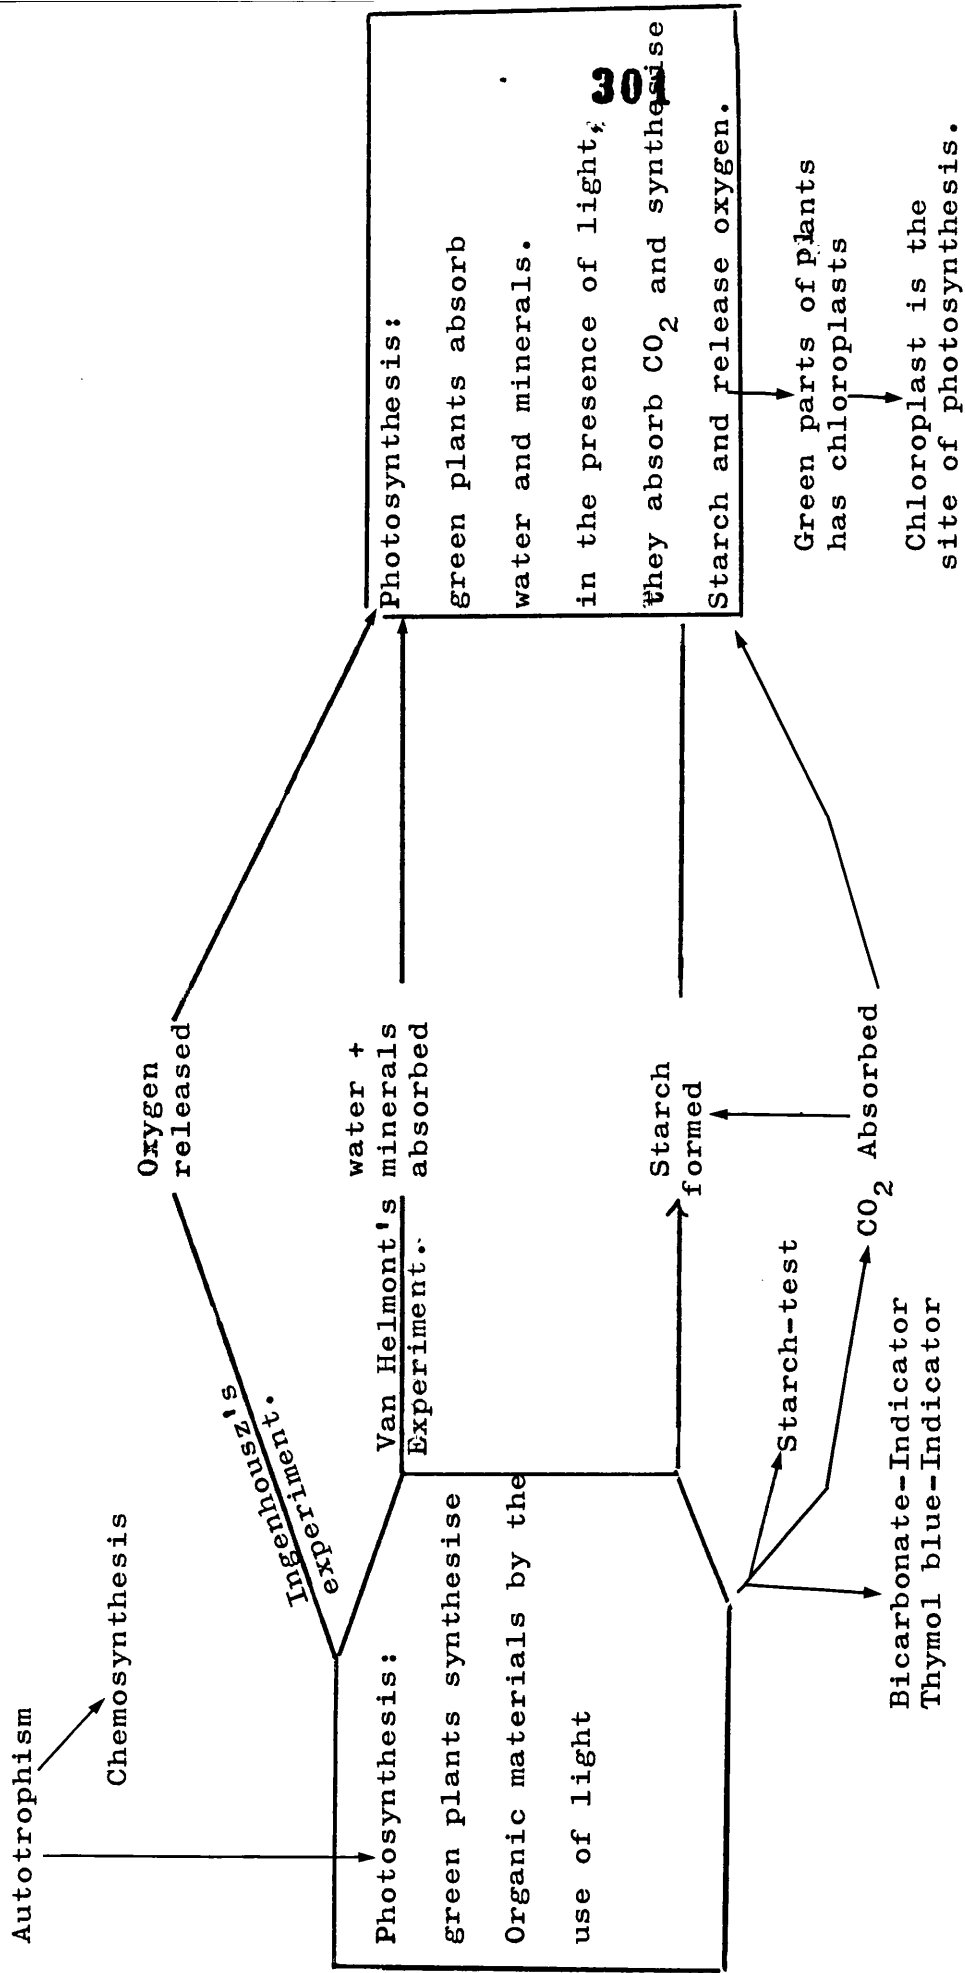 Autotrophism
Chemosynthesis
Photosynthesis:
green plants synthesise
Organic materials by the
use of light
Ingenhousz's
experiment.
Oxygen
released
Van Helmont's
Experiment.
water +
minerals
absorbed
Starch
formed
Starch-test
CO₂ Absorbed
Bicarbonate-Indicator
Thymol blue-Indicator
Photosynthesis:
green plants absorb
water and minerals.
in the presence of light,
they absorb CO₂ and synthesise
Starch and release oxygen.
Green parts of plants
has chloroplasts
Chloroplast is the
site of photosynthesis.
301